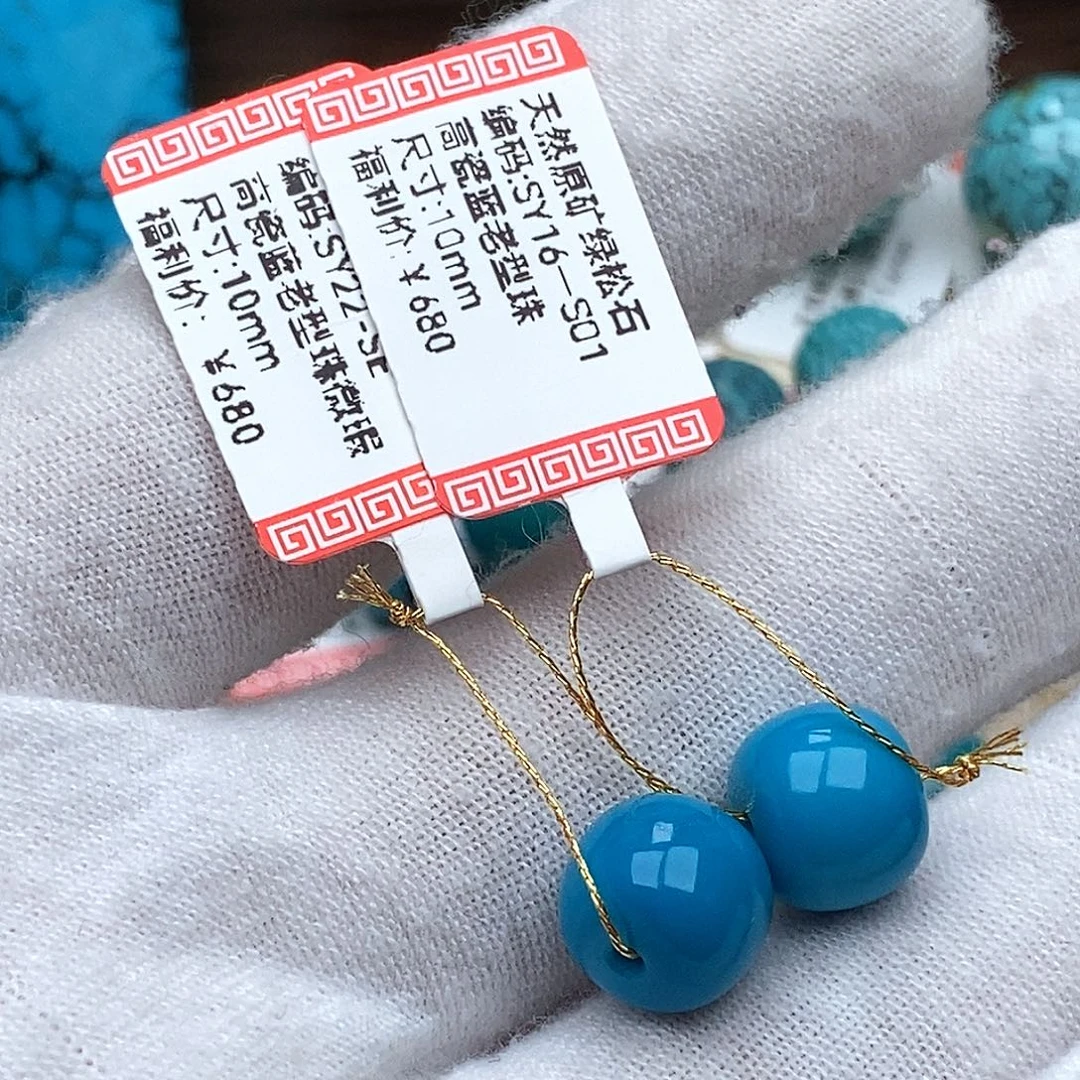 天然原矿绿松石
编码:SY16—S01
高瓷蓝老型珠
尺寸:10mm
福利价: ¥680
编码:SY22-S
高瓷蓝老型珠微瑕
尺寸:10mm
福利价: ¥680